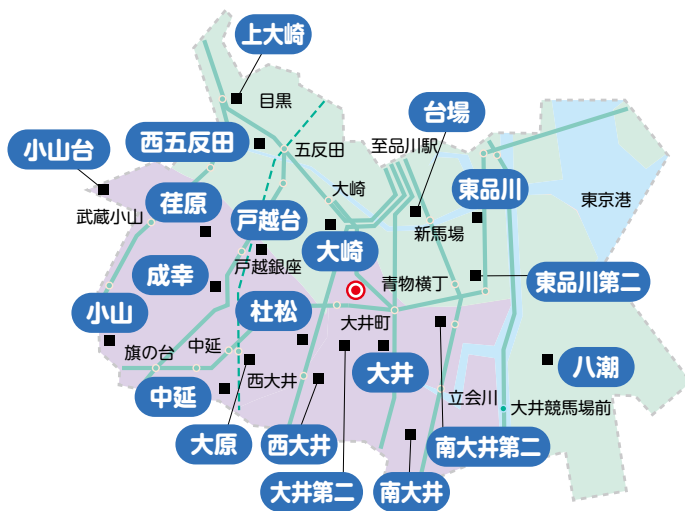 上大崎
目黒
台場
西五反田
五反田
至品川駅
小山台
大崎
東品川
東京港
武蔵小山
荏原
戸越台
新馬場
大崎
戸越銀座
成幸
青物横丁
東品川第二
小山
杜松
大井町
旗の台
中延
西大井
大井
八潮
中延
立会川
大井競馬場前
大原
西大井
南大井第二
大井第二
南大井